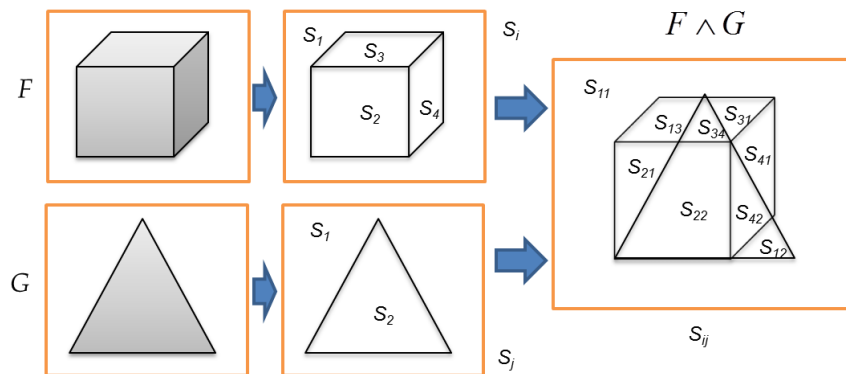 F
S1
S3
S2
S4
Si
F ∧ G
S11
S13
S34
S31
S21
S41
S22
S42
S12
G
S1
S2
Sj
Sij